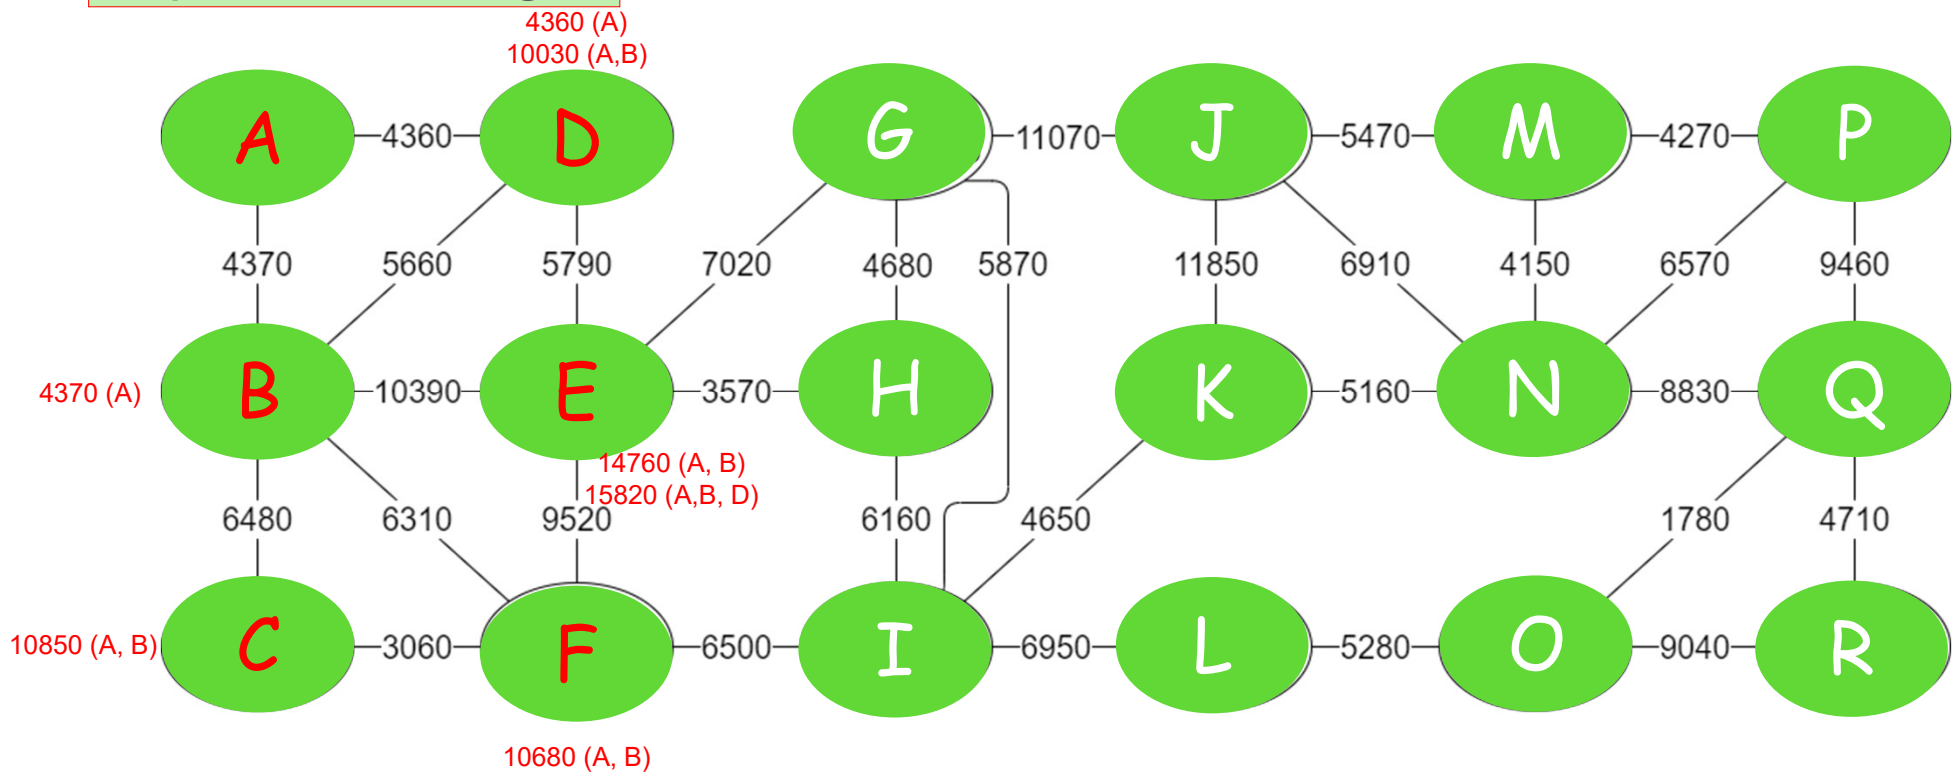 4360 (A)
10030 (A,B)
A 4360 D G 11070 J 5470 M 4270 P
4370 5660 5790 7020 4680 5870 11850 6910 4150 6570 9460
4370 (A) B 10390 E 3570 H K 5160 N 8830 Q
14760 (A, B)
15820 (A,B, D)
6480 6310 9520 6160 4650 1780 4710
10850 (A, B) C 3060 F 6500 I 6950 L 5280 O 9040 R
10680 (A, B)